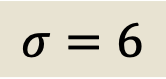 σ = 6